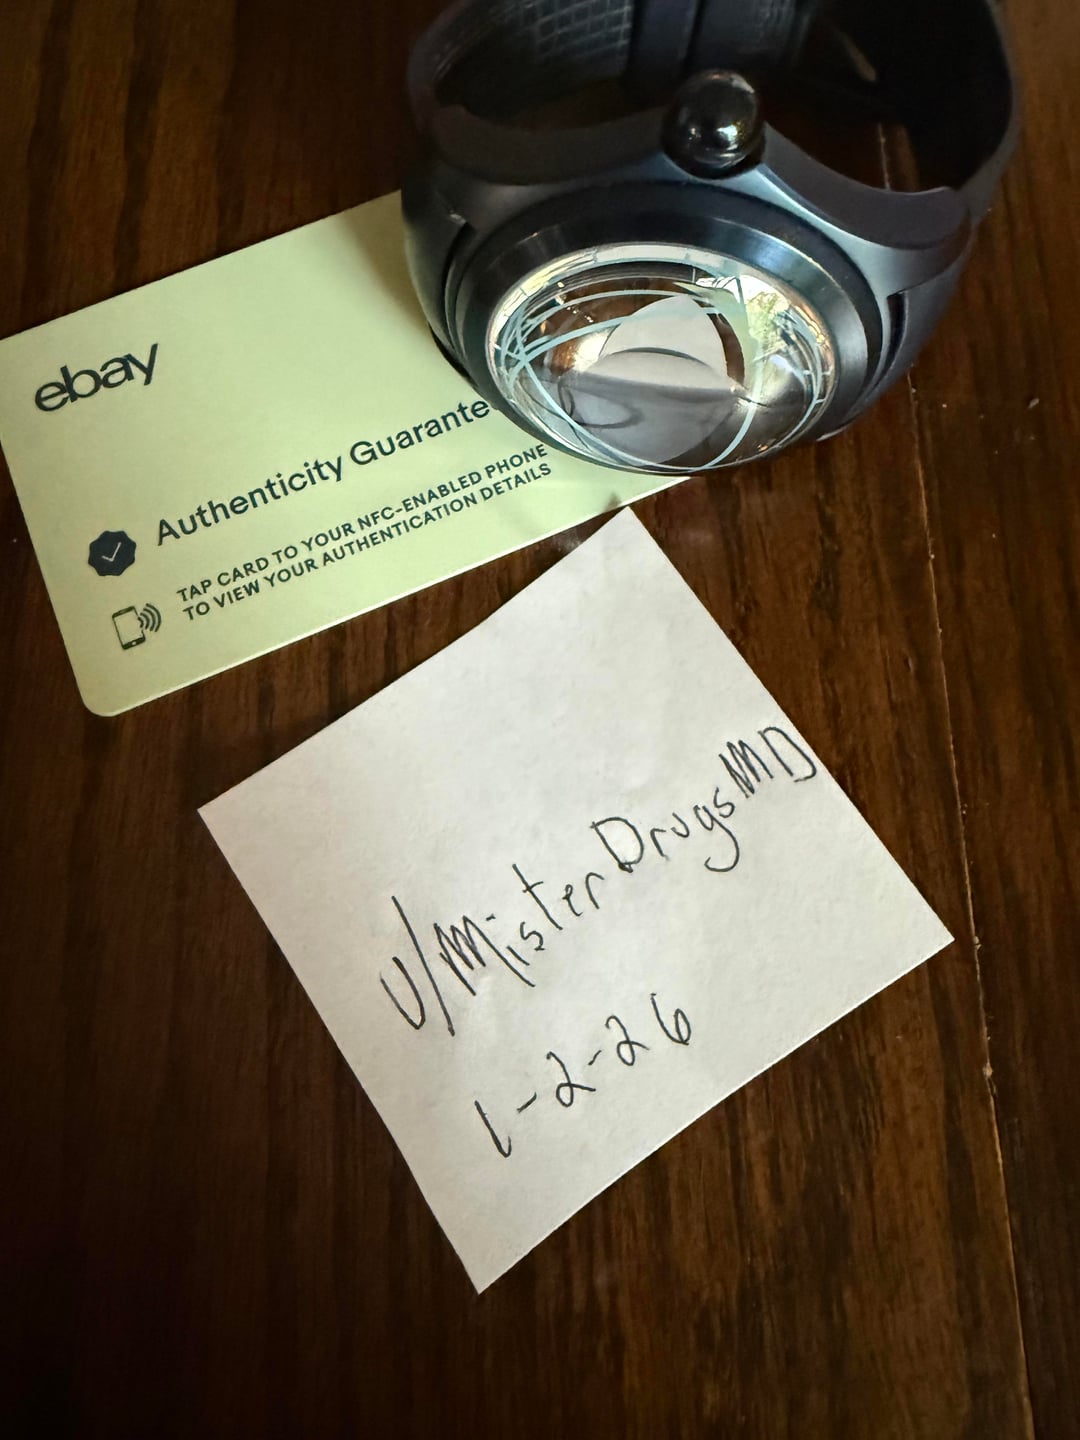 ebay
Authenticity Guarante
TAP CARD TO YOUR NFC-ENABLED PHONE
TO VIEW YOUR AUTHENTICATION DETAILS
u/MisterDrugsMD
1-2-26